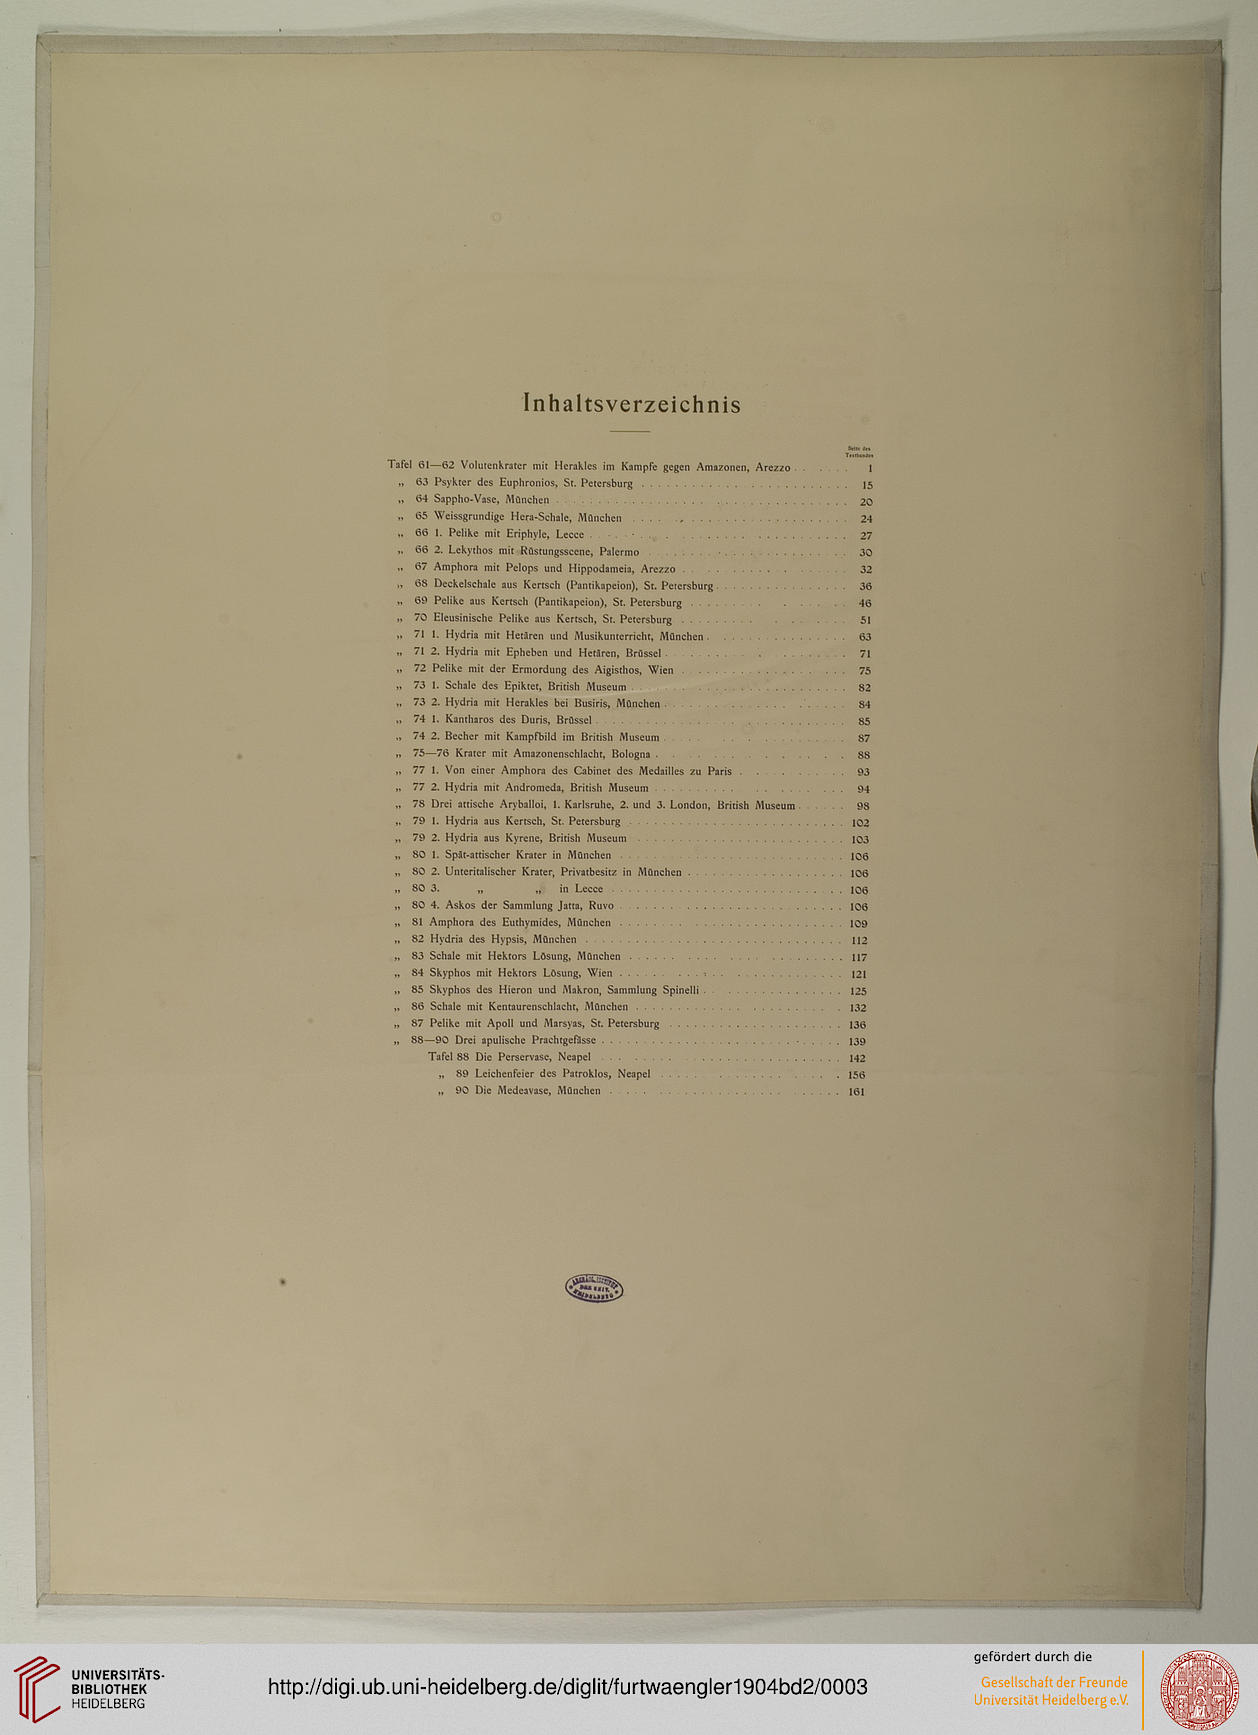 Inhaltsverzeichnis
Seite des
Textbandes
Tafel 61—62 Volutenkrater mit Herakles im Kampfe gegen Amazonen, Arezzo . . . . . . 1
„ 63 Psykter des Euphronios, St. Petersburg . . . . . . 15
„ 64 Sappho-Vase, München . . . . . . 20
„ 65 Weissgrundige Hera-Schale, München . . . . . . 24
„ 66 1. Pelike mit Eriphyle, Lecce . . . . . . 27
„ 66 2. Lekythos mit Rüstungsscene, Palermo . . . . . . 30
„ 67 Amphora mit Pelops und Hippodameia, Arezzo . . . . . . 32
„ 68 Deckelschale aus Kertsch (Pantikapeion), St. Petersburg . . . . . . 36
„ 69 Pelike aus Kertsch (Pantikapeion), St. Petersburg . . . . . . 46
„ 70 Eleusinische Pelike aus Kertsch, St. Petersburg . . . . . . 51
„ 71 1. Hydria mit Hetären und Musikunterricht, München . . . . . . 63
„ 71 2. Hydria mit Epheben und Hetären, Brüssel . . . . . . 71
„ 72 Pelike mit der Ermordung des Aigisthos, Wien . . . . . . 75
„ 73 1. Schale des Epiktet, British Museum . . . . . . 82
„ 73 2. Hydria mit Herakles bei Busiris, München . . . . . . 84
„ 74 1. Kantharos des Duris, Brüssel . . . . . . 85
„ 74 2. Becher mit Kampfbild im British Museum . . . . . . 87
„ 75—76 Krater mit Amazonenschlacht, Bologna . . . . . . 88
„ 77 1. Von einer Amphora des Cabinet des Medailles zu Paris . . . . . . 93
„ 77 2. Hydria mit Andromeda, British Museum . . . . . . 94
„ 78 Drei attische Aryballoi, 1. Karlsruhe, 2. und 3. London, British Museum . . . . . . 98
„ 79 1. Hydria aus Kertsch, St. Petersburg . . . . . . 102
„ 79 2. Hydria aus Kyrene, British Museum . . . . . . 103
„ 80 1. Spät-attischer Krater in München . . . . . . 106
„ 80 2. Unteritalischer Krater, Privatbesitz in München . . . . . . 106
„ 80 3. „ „ in Lecce . . . . . . 106
„ 80 4. Askos der Sammlung Jatta, Ruvo . . . . . . 106
„ 81 Amphora des Euthymides, München . . . . . . 109
„ 82 Hydria des Hypsis, München . . . . . . 112
„ 83 Schale mit Hektors Lösung, München . . . . . . 117
„ 84 Skyphos mit Hektors Lösung, Wien . . . . . . 121
„ 85 Skyphos des Hieron und Makron, Sammlung Spinelli . . . . . . 125
„ 86 Schale mit Kentaurenschlacht, München . . . . . . 132
„ 87 Pelike mit Apoll und Marsyas, St. Petersburg . . . . . . 136
„ 88—90 Drei apulische Prachtgefässe . . . . . . 139
Tafel 88 Die Perservase, Neapel . . . . . . 142
„ 89 Leichenfeier des Patroklos, Neapel . . . . . . 156
„ 90 Die Medeavase, München . . . . . . 161
ARCHÄOL. INSTITUT
DER UNIV.
HEIDELBERG
UNIVERSITÄTS-
BIBLIOTHEK
HEIDELBERG
http://digi.ub.uni-heidelberg.de/diglit/furtwaengler1904bd2/0003
gefördert durch die
Gesellschaft der Freunde
Universität Heidelberg e.V.